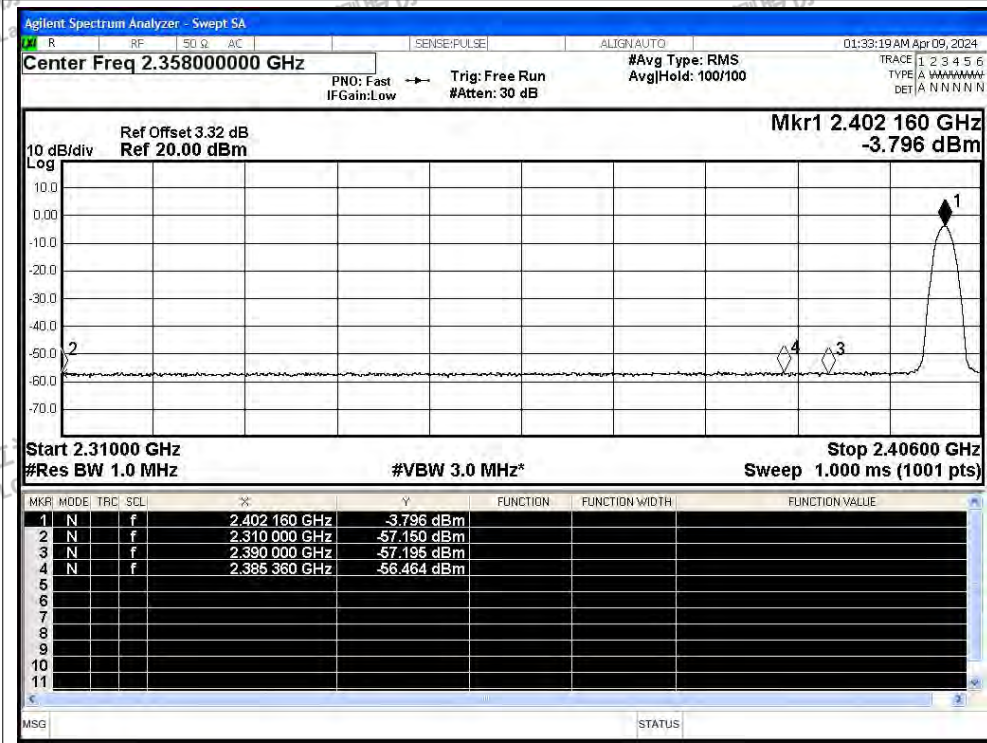 Agilent Spectrum Analyzer - Swept SA
LXI R RF 50 Ω AC SENSE:PULSE ALIGN AUTO 01:33:19 AM Apr 09, 2024
Center Freq 2.358000000 GHz
PNO: Fast
IFGain:Low
Trig: Free Run
#Atten: 30 dB
#Avg Type: RMS
Avg|Hold: 100/100
TRACE 1 2 3 4 5 6
TYPE A WWWWW
DET A N N N N N
Mkr1 2.402 160 GHz
-3.796 dBm
Ref Offset 3.32 dB
10 dB/div Ref 20.00 dBm
Log
10.0
0.00
-10.0
-20.0
-30.0
-40.0
-50.0
-60.0
-70.0
1
2
4
3
Start 2.31000 GHz Stop 2.40600 GHz
#Res BW 1.0 MHz #VBW 3.0 MHz* Sweep 1.000 ms (1001 pts)
MKR MODE TRC SCL X Y FUNCTION FUNCTION WIDTH FUNCTION VALUE
1 N f 2.402 160 GHz -3.796 dBm
2 N f 2.310 000 GHz -57.150 dBm
3 N f 2.390 000 GHz -57.195 dBm
4 N f 2.385 360 GHz -56.464 dBm
5
6
7
8
9
10
11
MSG STATUS